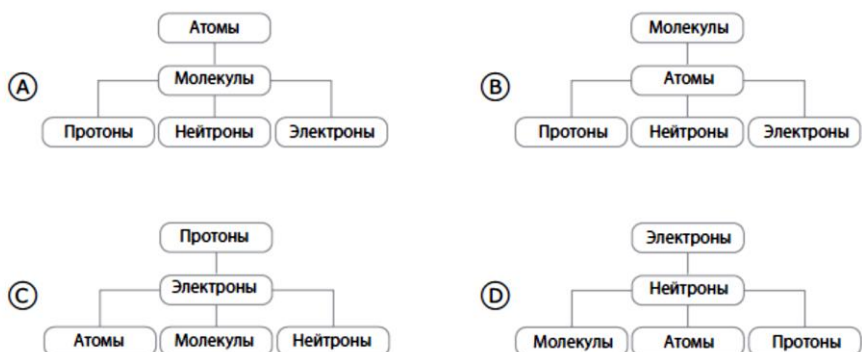 Атомы
Молекулы
A
Протоны Нейтроны Электроны
Молекулы
Атомы
B
Протоны Нейтроны Электроны
Протоны
Электроны
C
Атомы Молекулы Нейтроны
Электроны
Нейтроны
D
Молекулы Атомы Протоны